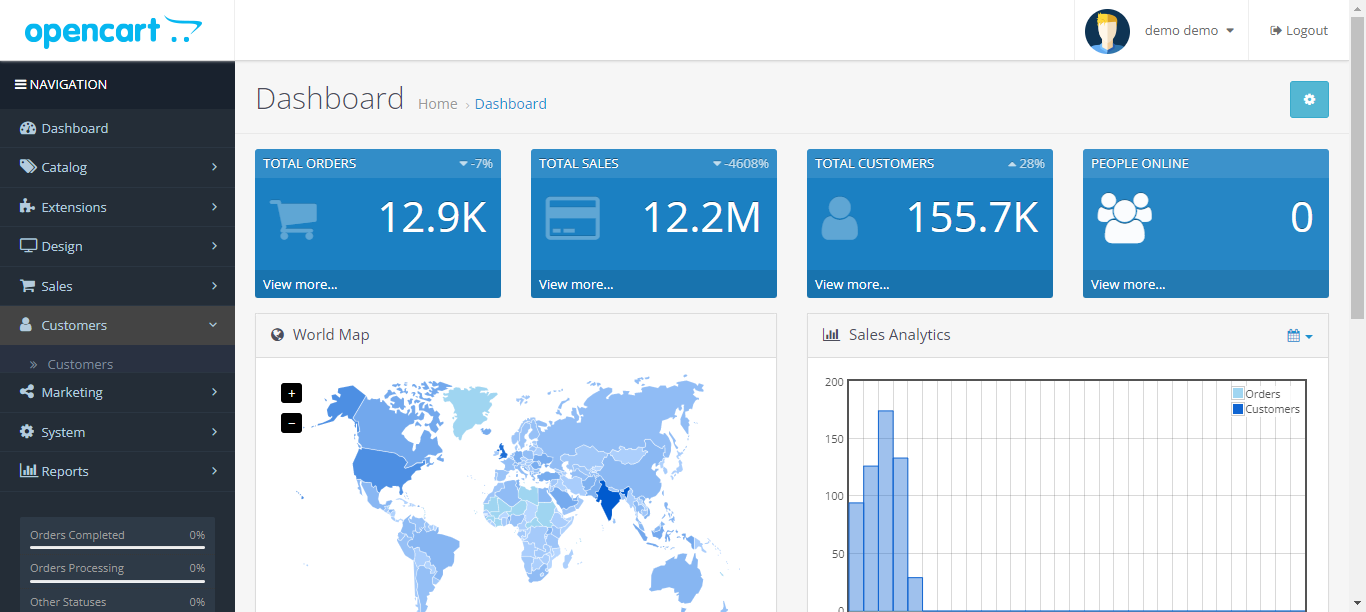 opencart
demo demo
Logout
NAVIGATION
Dashboard
Catalog
Extensions
Design
Sales
Customers
» Customers
Marketing
System
Reports
Orders Completed 0%
Orders Processing 0%
Other Statuses 0%
Dashboard Home › Dashboard
TOTAL ORDERS -7%
12.9K
View more...
TOTAL SALES -4608%
12.2M
View more...
TOTAL CUSTOMERS 28%
155.7K
View more...
PEOPLE ONLINE
0
View more...
World Map
+
−
Sales Analytics
Orders
Customers
200
150
100
50
0